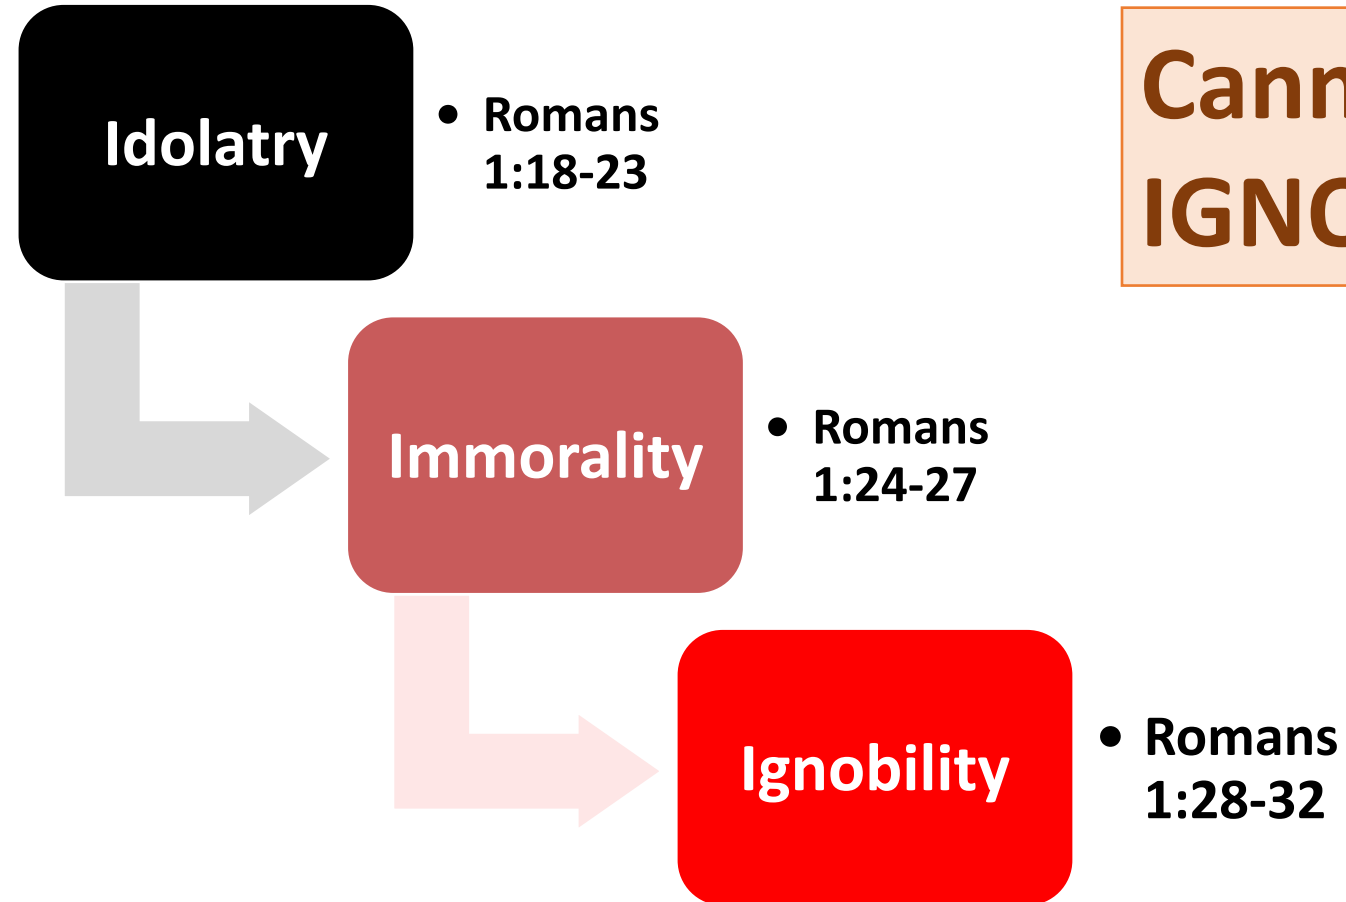 Idolatry
• Romans
1:18-23
Immorality
• Romans
1:24-27
Ignobility
• Romans
1:28-32